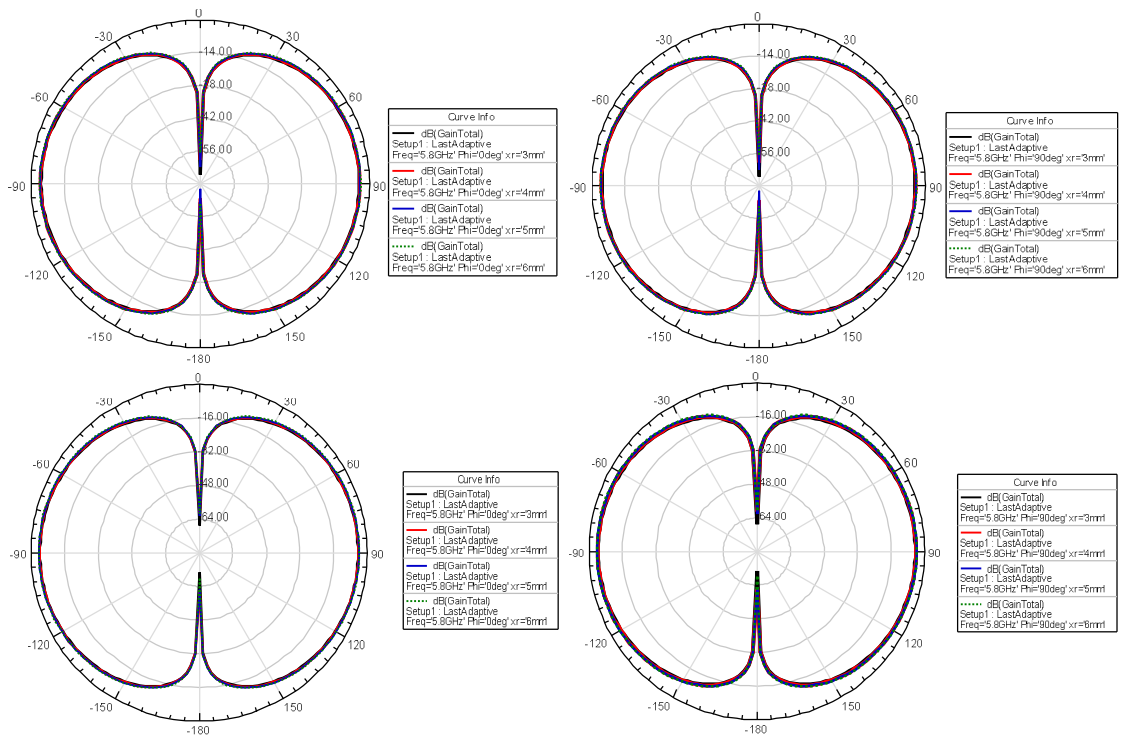 0
-30
30
-14.00
-60
60
-28.00
-42.00
-56.00
-90
90
-120
120
-150
150
-180
Curve Info
dB(GainTotal)
Setup1 : LastAdaptive
Freq='5.8GHz' Phi='0deg' xr='3mm'
dB(GainTotal)
Setup1 : LastAdaptive
Freq='5.8GHz' Phi='0deg' xr='4mm'
dB(GainTotal)
Setup1 : LastAdaptive
Freq='5.8GHz' Phi='0deg' xr='5mm'
dB(GainTotal)
Setup1 : LastAdaptive
Freq='5.8GHz' Phi='0deg' xr='6mm'
0
-30
30
-14.00
-60
60
-28.00
-42.00
-56.00
-90
90
-120
120
-150
150
-180
Curve Info
dB(GainTotal)
Setup1 : LastAdaptive
Freq='5.8GHz' Phi='90deg' xr='3mm'
dB(GainTotal)
Setup1 : LastAdaptive
Freq='5.8GHz' Phi='90deg' xr='4mm'
dB(GainTotal)
Setup1 : LastAdaptive
Freq='5.8GHz' Phi='90deg' xr='5mm'
dB(GainTotal)
Setup1 : LastAdaptive
Freq='5.8GHz' Phi='90deg' xr='6mm'
0
-30
30
-16.00
-60
60
-32.00
-48.00
-64.00
-90
90
-120
120
-150
150
-180
Curve Info
dB(GainTotal)
Setup1 : LastAdaptive
Freq='5.8GHz' Phi='0deg' xr='3mm
dB(GainTotal)
Setup1 : LastAdaptive
Freq='5.8GHz' Phi='0deg' xr='4mm
dB(GainTotal)
Setup1 : LastAdaptive
Freq='5.8GHz' Phi='0deg' xr='5mm
dB(GainTotal)
Setup1 : LastAdaptive
Freq='5.8GHz' Phi='0deg' xr='6mm
0
-30
30
-16.00
-60
60
-32.00
-48.00
-64.00
-90
90
-120
120
-150
150
-180
Curve Info
dB(GainTotal)
Setup1 : LastAdaptive
Freq='5.8GHz' Phi='90deg' xr='3mm
dB(GainTotal)
Setup1 : LastAdaptive
Freq='5.8GHz' Phi='90deg' xr='4mm
dB(GainTotal)
Setup1 : LastAdaptive
Freq='5.8GHz' Phi='90deg' xr='5mm
dB(GainTotal)
Setup1 : LastAdaptive
Freq='5.8GHz' Phi='90deg' xr='6mm